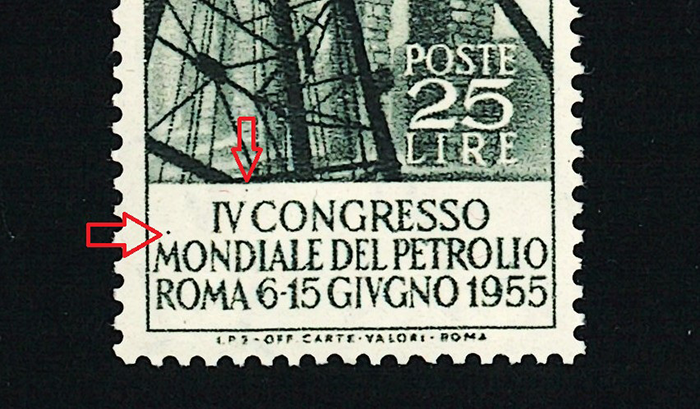 POSTE
25
LIRE
IV CONGRESSO
MONDIALE DEL PETROLIO
ROMA 6-15 GIVGNO 1955
I.P.S-OFF. CARTE-VALORI-ROMA